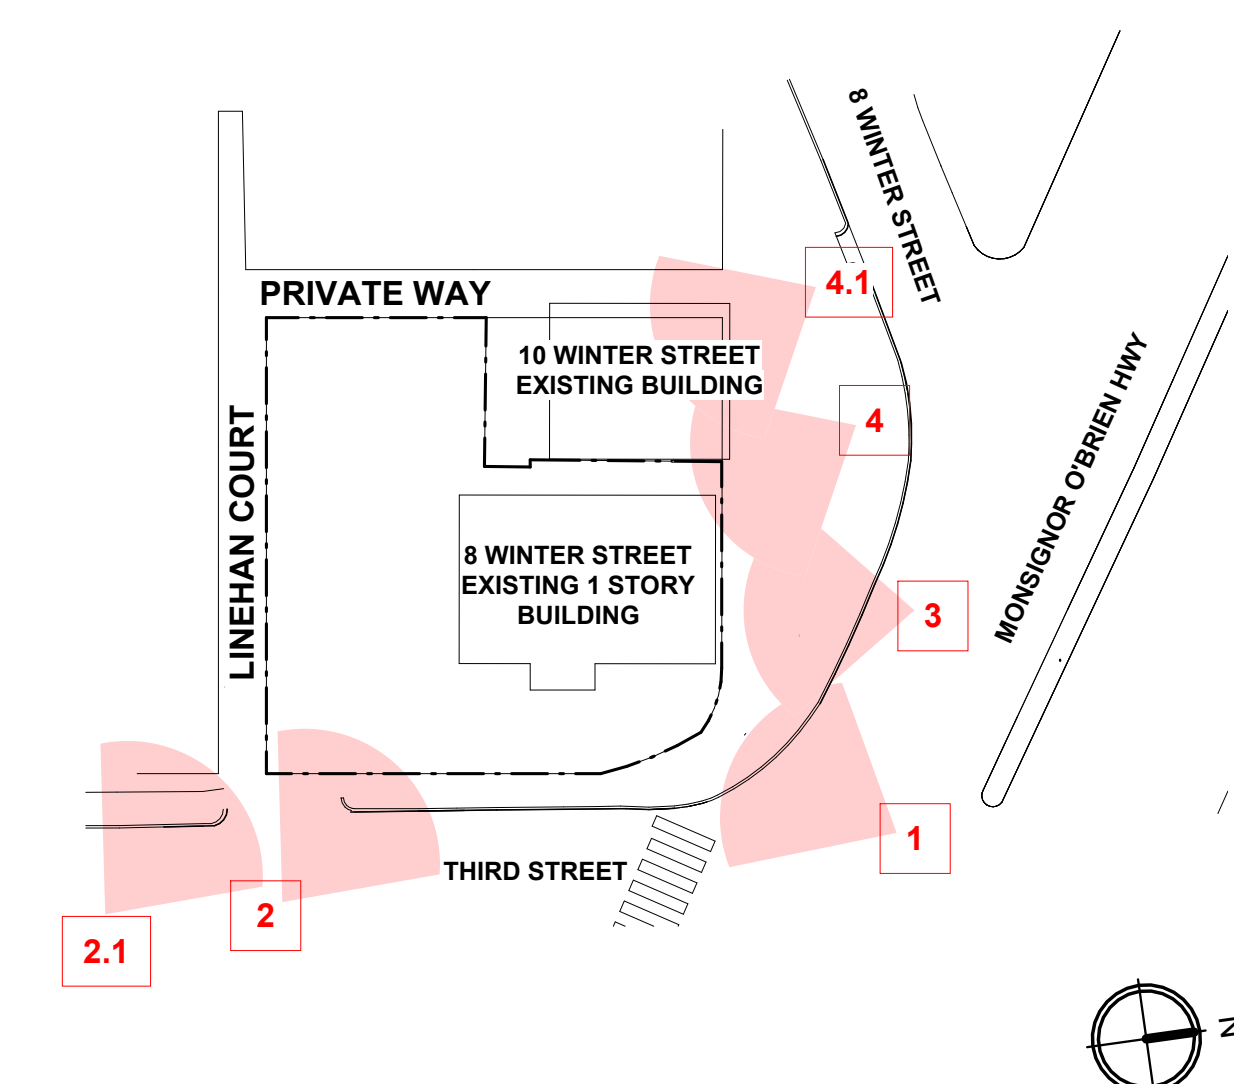 8 WINTER STREET
4.1
PRIVATE WAY
10 WINTER STREET
EXISTING BUILDING
4
MONSIGNOR O'BRIEN HWY
LINEHAN COURT
8 WINTER STREET
EXISTING 1 STORY
BUILDING
3
1
THIRD STREET
2
2.1
N